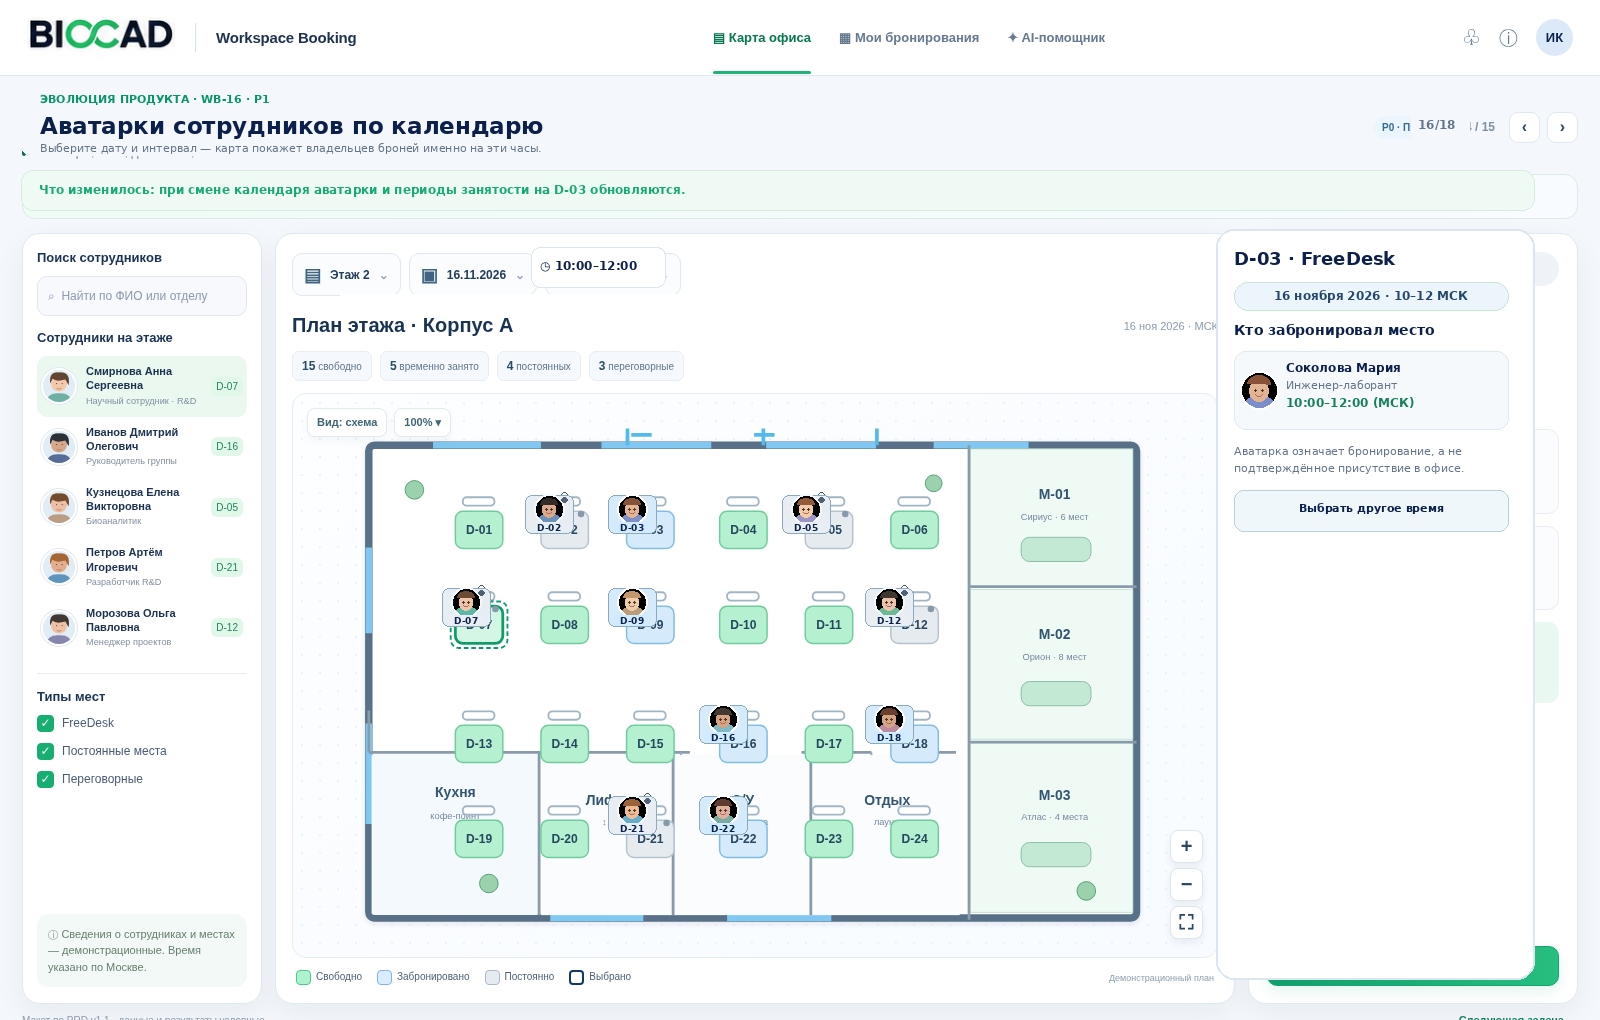 BIOCAD
Workspace Booking
Карта офиса
Мои бронирования
AI-помощник
ИК
ЭВОЛЮЦИЯ ПРОДУКТА · WB-16 · P1
Аватарки сотрудников по календарю
Выберите дату и интервал — карта покажет владельцев броней именно на эти часы.
P0 · П
16/18
/ 15
Что изменилось: при смене календаря аватарки и периоды занятости на D-03 обновляются.
Поиск сотрудников
Найти по ФИО или отделу
Сотрудники на этаже
Смирнова Анна
Сергеевна
Научный сотрудник · R&D
D-07
Иванов Дмитрий
Олегович
Руководитель группы
D-16
Кузнецова Елена
Викторовна
Биоаналитик
D-05
Петров Артём
Игоревич
Разработчик R&D
D-21
Морозова Ольга
Павловна
Менеджер проектов
D-12
Типы мест
FreeDesk
Постоянные места
Переговорные
Сведения о сотрудниках и местах
— демонстрационные. Время
указано по Москве.
Этаж 2
16.11.2026
10:00–12:00
План этажа · Корпус А
16 ноя 2026 · МСК
15 свободно
5 временно занято
4 постоянных
3 переговорные
Вид: схема
100% ▾
D-01
D-02
D-03
D-04
D-05
D-06
M-01
Сириус · 6 мест
D-07
D-08
D-09
D-10
D-11
D-12
M-02
Орион · 8 мест
D-13
D-14
D-15
D-16
D-16
D-17
D-18
D-18
Кухня
кофе-поинт
Отдых
M-03
Атлас · 4 места
D-19
D-20
D-21
D-21
D-22
D-22
D-23
D-24
+
−
Свободно
Забронировано
Постоянно
Выбрано
Демонстрационный план
D-03 · FreeDesk
16 ноября 2026 · 10–12 МСК
Кто забронировал место
Соколова Мария
Инженер-лаборант
10:00–12:00 (МСК)
Аватарка означает бронирование, а не
подтверждённое присутствие в офисе.
Выбрать другое время